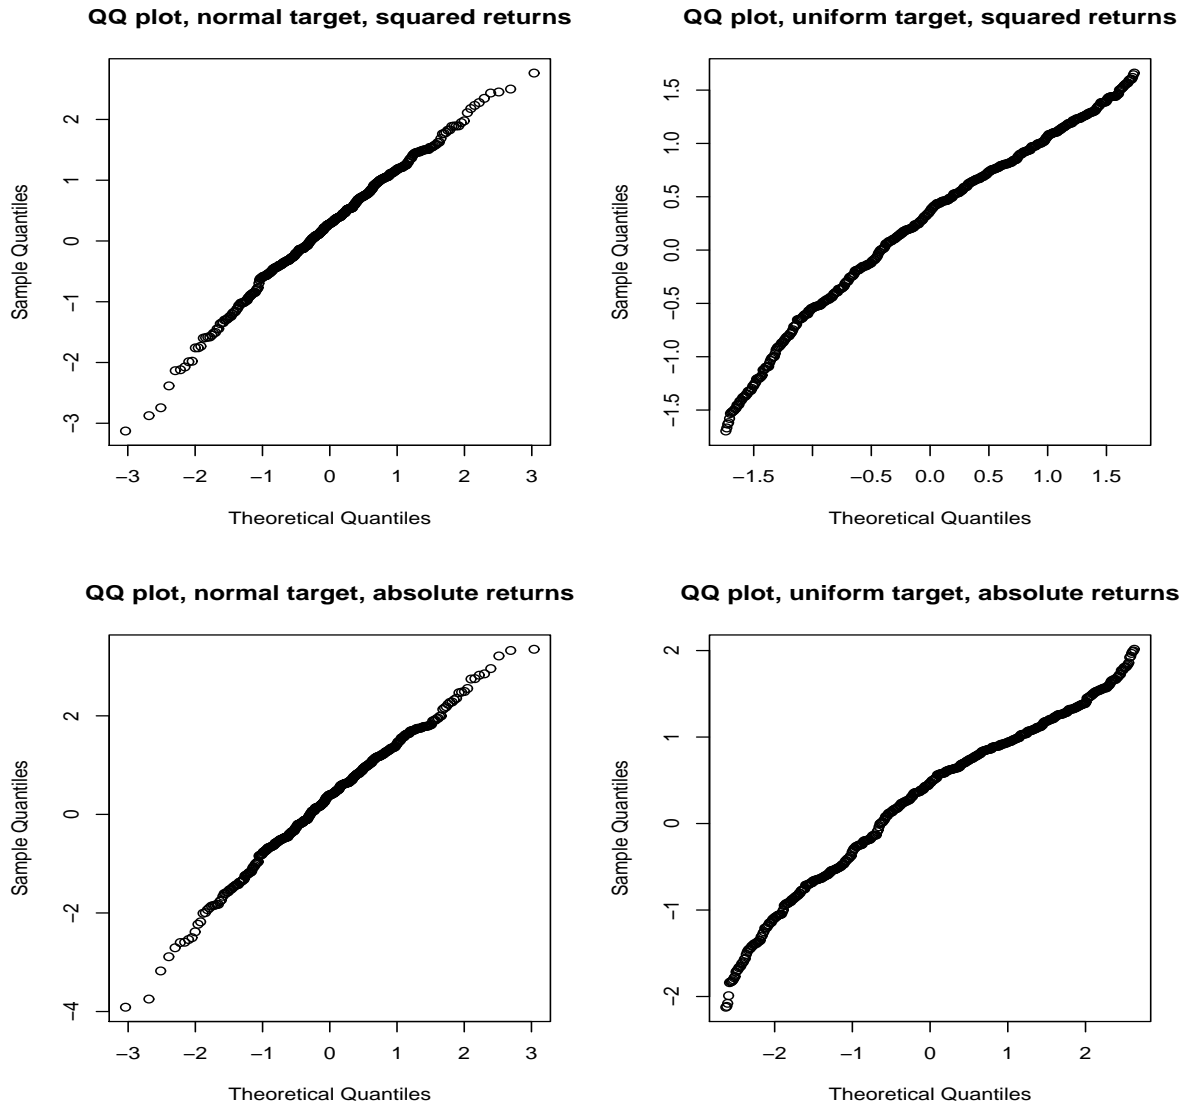 QQ plot, normal target, squared returns
Sample Quantiles
2
1
0
−1
−2
−3
−3 −2 −1 0 1 2 3
Theoretical Quantiles
QQ plot, uniform target, squared returns
Sample Quantiles
1.5
1.0
0.5
0.0
−0.5
−1.0
−1.5
−1.5 −0.5 0.0 0.5 1.0 1.5
Theoretical Quantiles
QQ plot, normal target, absolute returns
Sample Quantiles
2
0
−2
−4
−3 −2 −1 0 1 2 3
Theoretical Quantiles
QQ plot, uniform target, absolute returns
Sample Quantiles
2
1
0
−1
−2
−2 −1 0 1 2
Theoretical Quantiles